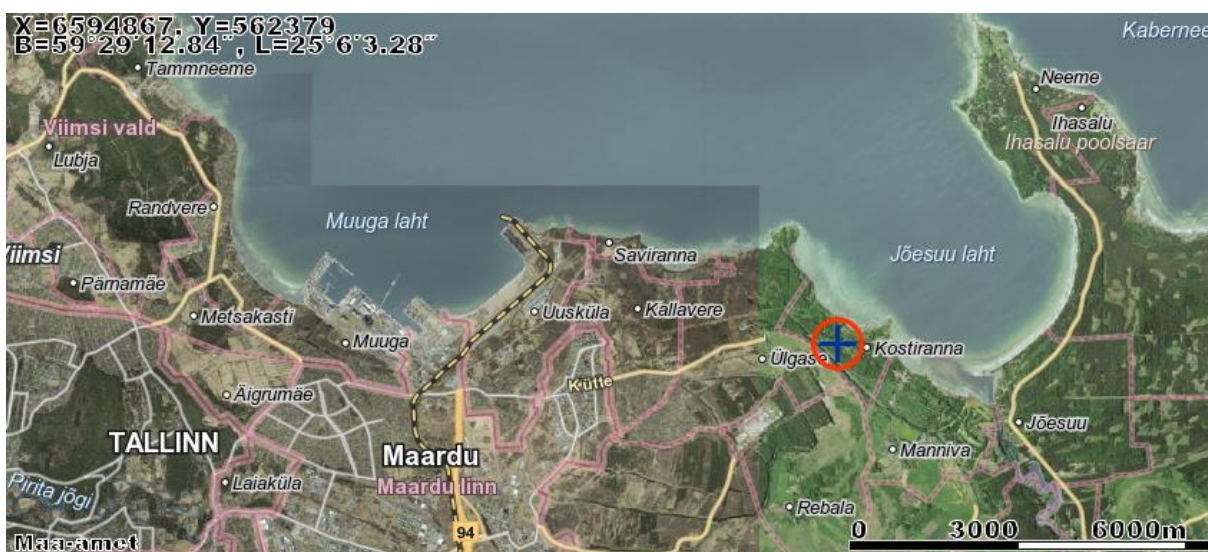 X=6594867, Y=562379
B=59°29'12.84", L=25°6'3.28"
Kabernee
Tammneeme
Neeme
Viimsi vald
Ihasalu
Ihasalu poolsaar
Lubja
Randvere
Muuga laht
Saviranna
Jõesuu laht
Viimsi
Pärnamäe
Metsakasti
Uusküla
Kallavere
Muuga
Ülgase
Kostiranna
Kütte
Äigrumäe
TALLINN
Maardu
Jõesuu
Manniva
Laiaküla
Maardu linn
Pirita jõgi
Rebala
94
0 3000 6000m
Maa-amet